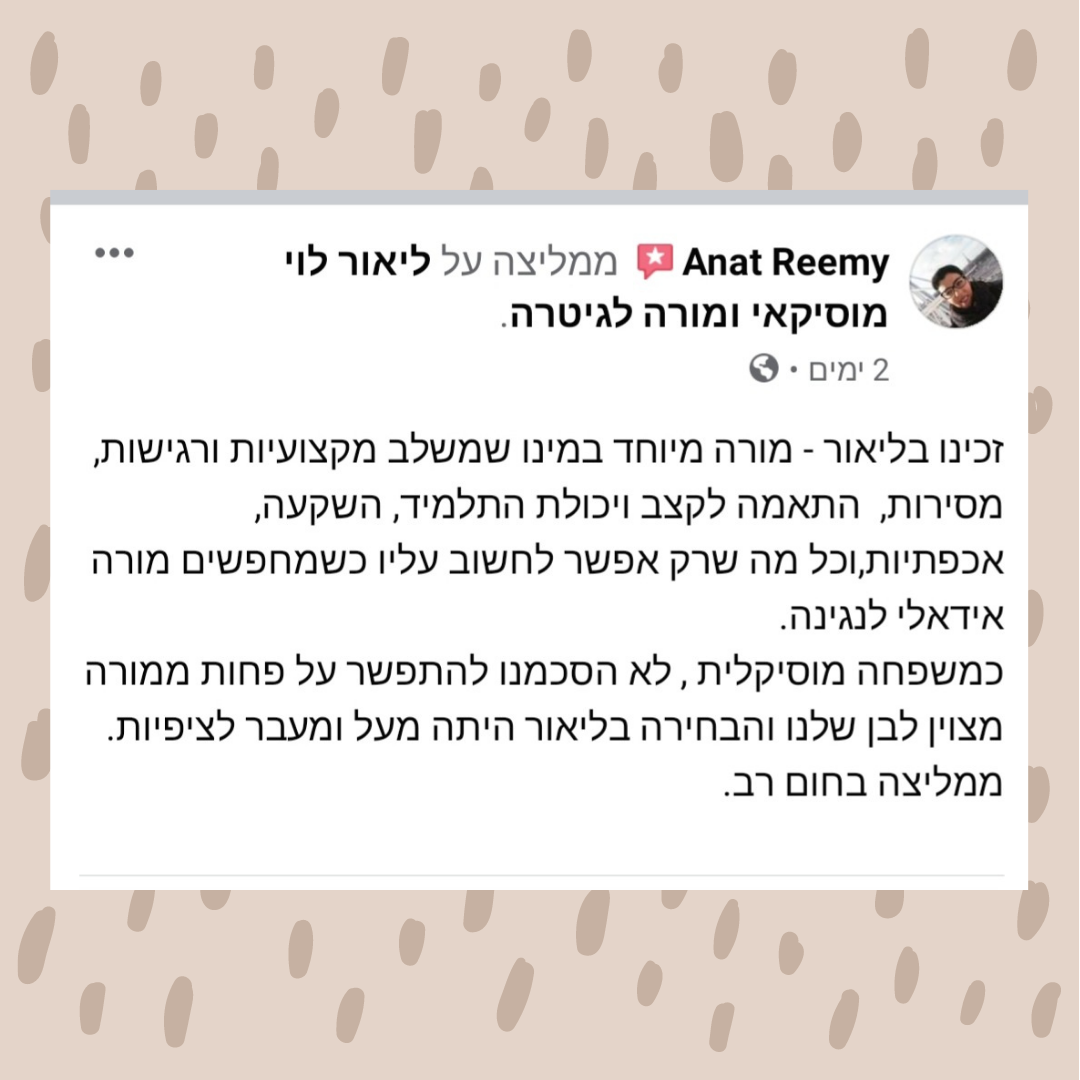 Anat Reemy ממליצה על ליאור לוי
מוסיקאי ומורה לגיטרה.
2 ימים •
זכינו בליאור - מורה מיוחד במינו שמשלב מקצועיות ורגישות,
מסירות,  התאמה לקצב ויכולת התלמיד, השקעה,
אכפתיות,וכל מה שרק אפשר לחשוב עליו כשמחפשים מורה
אידאלי לנגינה.
כמשפחה מוסיקלית , לא הסכמנו להתפשר על פחות ממורה
מצוין לבן שלנו והבחירה בליאור היתה מעל ומעבר לציפיות.
ממליצה בחום רב.